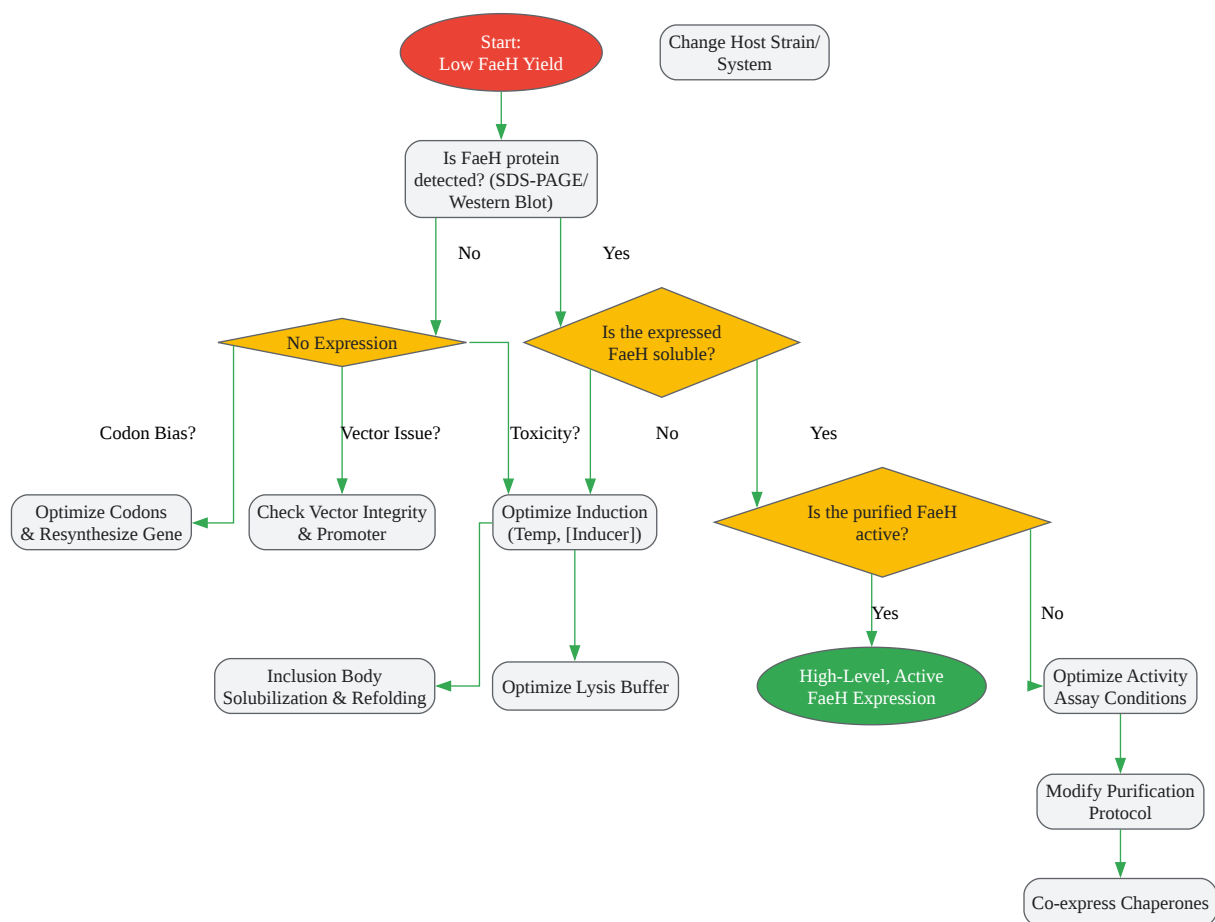 Start:
Low FaeH Yield
Change Host Strain/
System
Is FaeH protein
detected? (SDS-PAGE/
Western Blot)
No
Yes
No Expression
Is the expressed
FaeH soluble?
Codon Bias?
Vector Issue?
Toxicity?
No
Yes
Optimize Codons
& Resynthesize Gene
Check Vector Integrity
& Promoter
Optimize Induction
(Temp, [Inducer])
Is the purified FaeH
active?
Yes
No
Inclusion Body
Solubilization & Refolding
Optimize Lysis Buffer
High-Level, Active
FaeH Expression
Optimize Activity
Assay Conditions
Modify Purification
Protocol
Co-express Chaperones